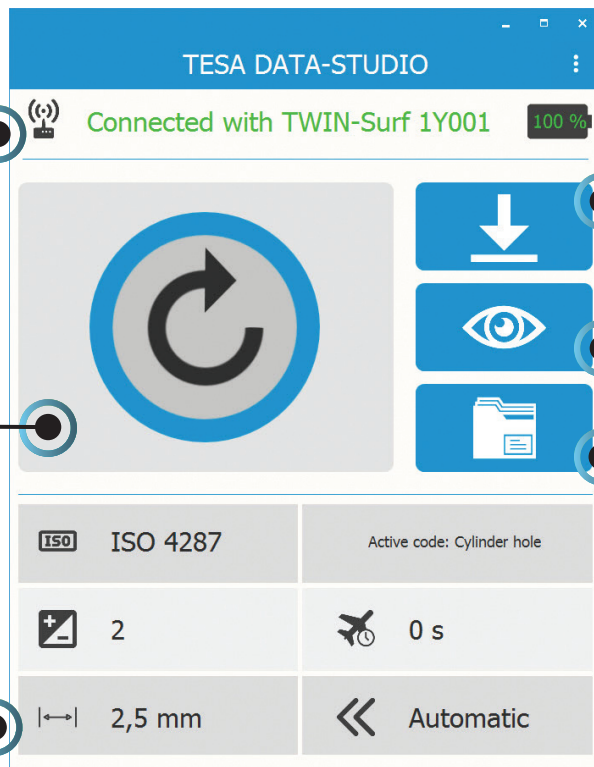 TESA DATA-STUDIO
Connected with TWIN-Surf 1Y001
100 %
ISO
ISO 4287
Active code: Cylinder hole
2
0 s
2,5 mm
Automatic